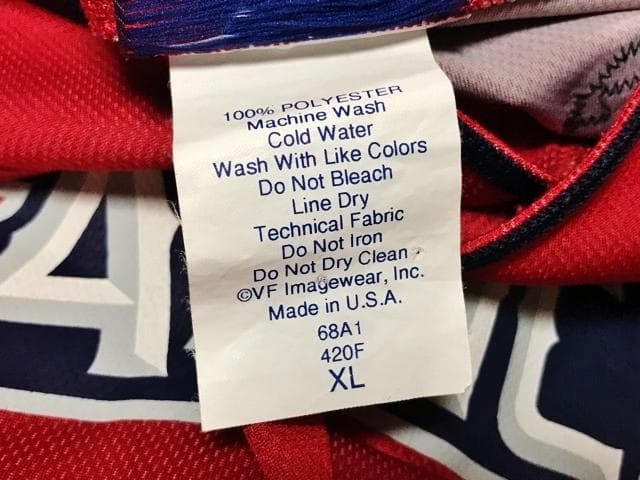 100% POLYESTER
Machine Wash
Cold Water
Wash With Like Colors
Do Not Bleach
Line Dry
Technical Fabric
Do Not Iron
Do Not Dry Clean
©VF Imagewear, Inc.
Made in U.S.A.
68A1
420F
XL